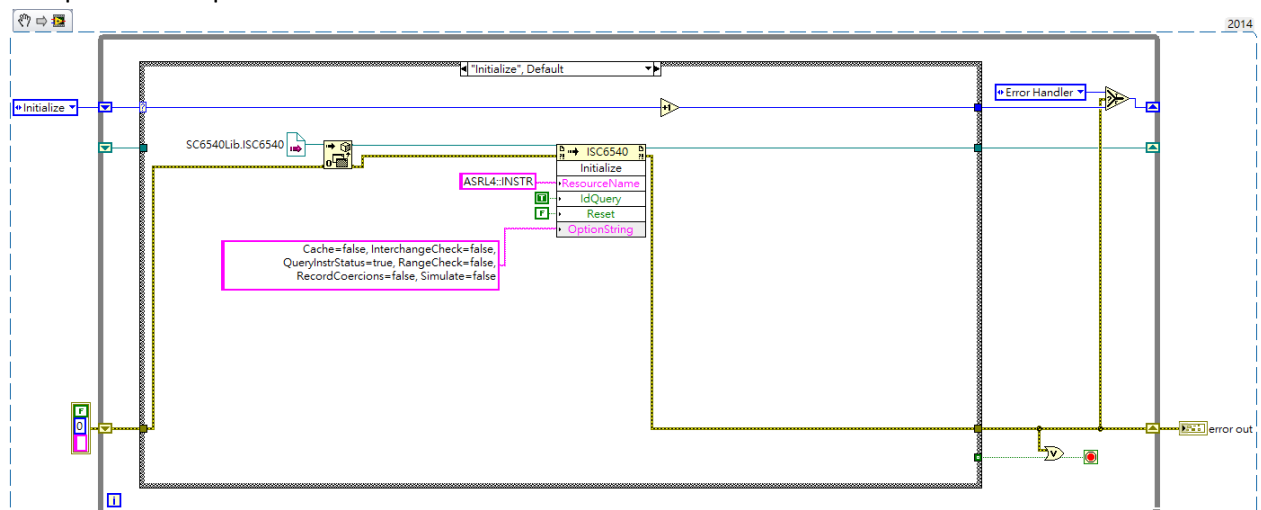 2014
"Initialize", Default
Initialize
Error Handler
+1
SC6540Lib.ISC6540
ISC6540
Initialize
ASRL4::INSTR
ResourceName
T
IdQuery
F
Reset
OptionString
Cache=false, InterchangeCheck=false,
QueryInstrStatus=true, RangeCheck=false,
RecordCoercions=false, Simulate=false
F
0
error out
V
i